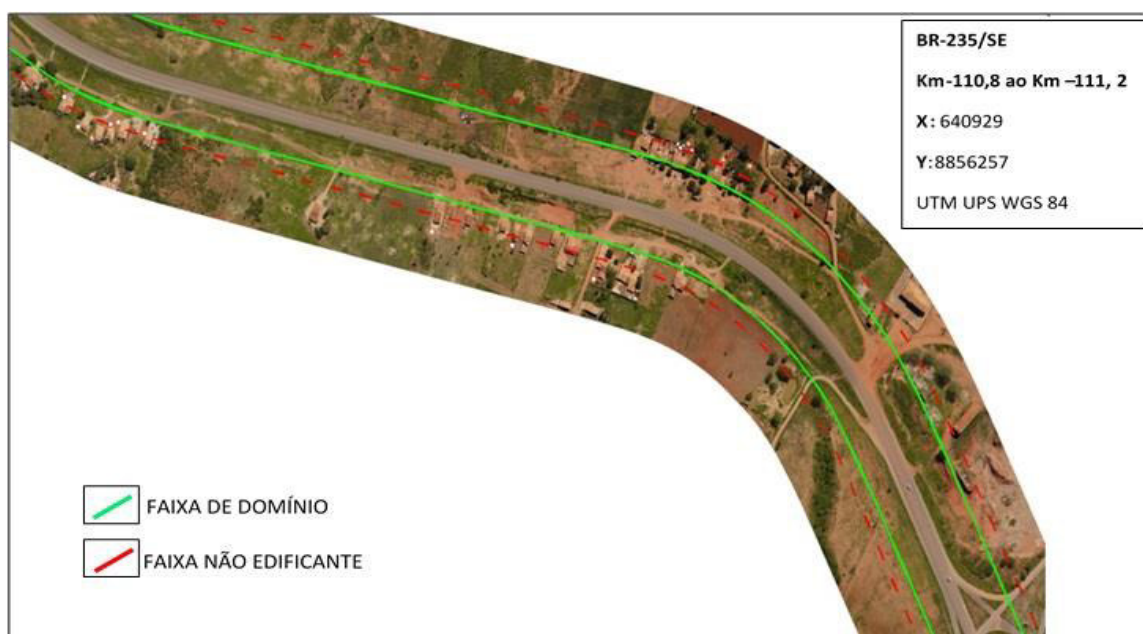 BR-235/SE
Km-110,8 ao Km –111, 2
X: 640929
Y:8856257
UTM UPS WGS 84
FAIXA DE DOMÍNIO
FAIXA NÃO EDIFICANTE